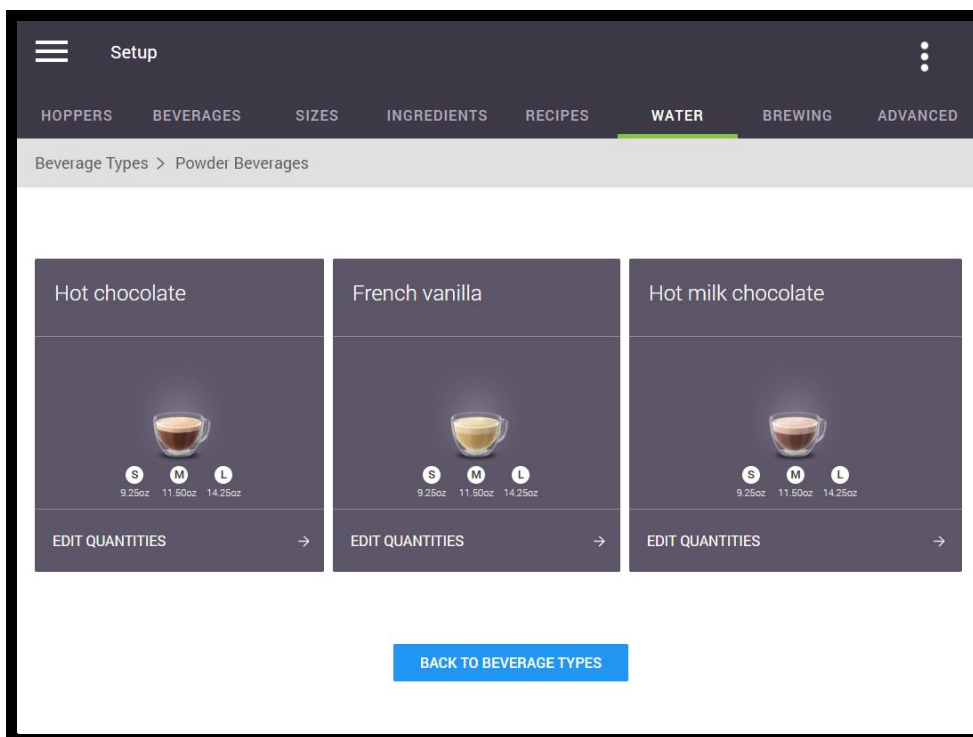 Setup
HOPPERS BEVERAGES SIZES INGREDIENTS RECIPES WATER BREWING ADVANCED
Beverage Types > Powder Beverages
Hot chocolate
S M L
9.25oz 11.50oz 14.25oz
EDIT QUANTITIES →
French vanilla
S M L
9.25oz 11.50oz 14.25oz
EDIT QUANTITIES →
Hot milk chocolate
S M L
9.25oz 11.50oz 14.25oz
EDIT QUANTITIES →
BACK TO BEVERAGE TYPES